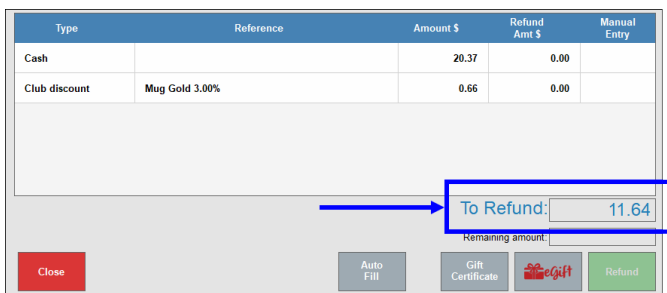 Type Reference Amount $ Refund Amt $ Manual Entry
Cash 20.37 0.00
Club discount Mug Gold 3.00% 0.66 0.00
To Refund: 11.64
Remaining amount:
Close Auto Fill Gift Certificate eGift Refund